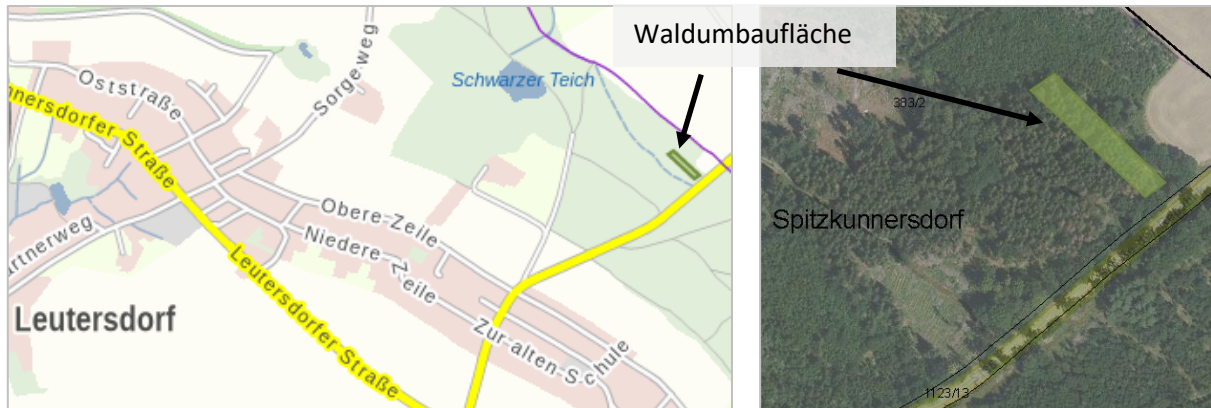 Waldumbaufläche
Schwarzer Teich
Sorgeweg
Oststraße
nnersdorfer Straße
Obere Zeile
Niedere Zeile
artnerweg
Leutersdorfer Straße
Zur alten Schule
Leutersdorf
383/2
Spitzkunnersdorf
1123/13